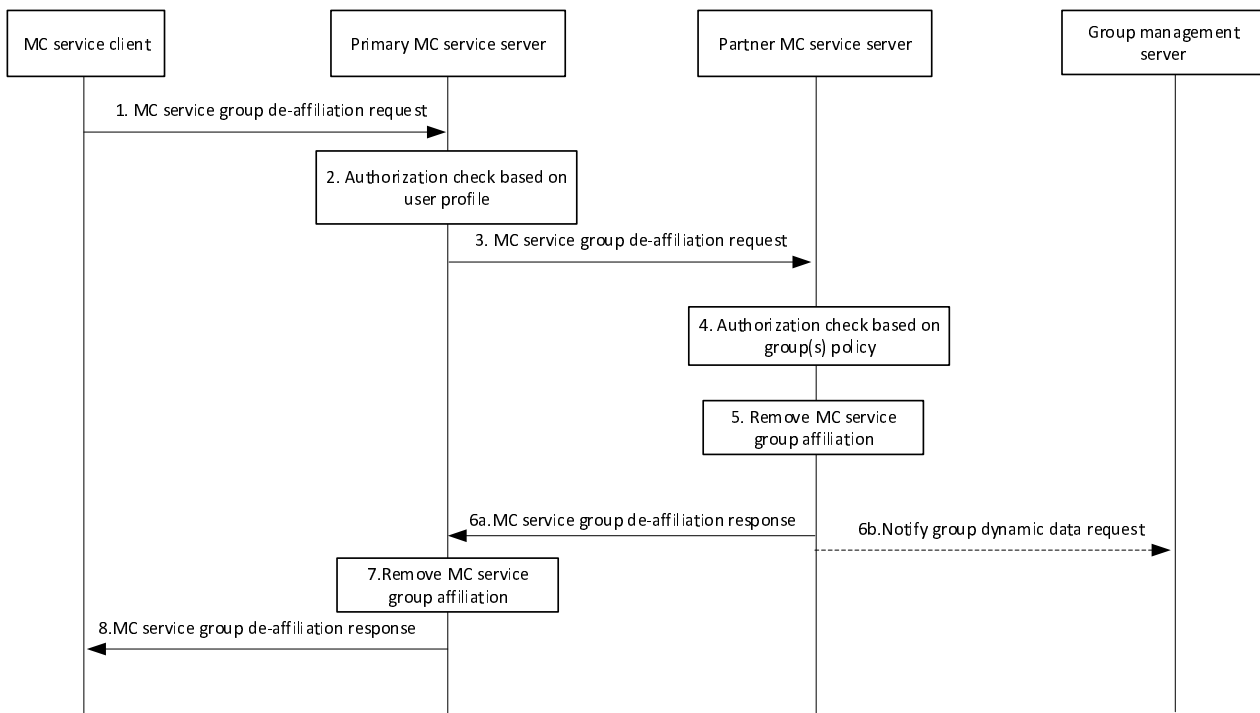 MC service client
Primary MC service server
Partner MC service server
Group management
server
1. MC service group de-affiliation request
2. Authorization check based on
user profile
3. MC service group de-affiliation request
4. Authorization check based on
group(s) policy
5. Remove MC service
group affiliation
6a.MC service group de-affiliation response
6b.Notify group dynamic data request
7.Remove MC service
group affiliation
8.MC service group de-affiliation response